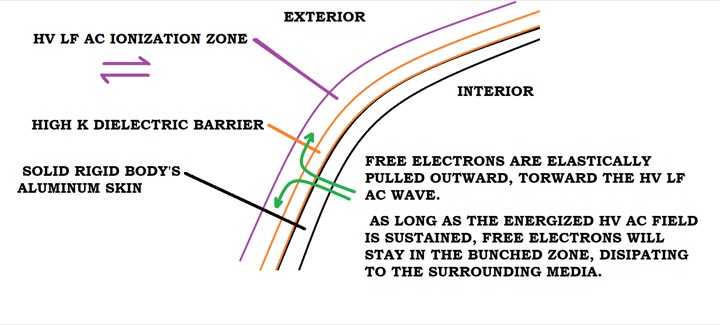 EXTERIOR
HV LF AC IONIZATION ZONE
INTERIOR
HIGH K DIELECTRIC BARRIER
SOLID RIGID BODY'S
ALUMINUM SKIN
FREE ELECTRONS ARE ELASTICALLY
PULLED OUTWARD, TORWARD THE HV LF
AC WAVE.
AS LONG AS THE ENERGIZED HV AC FIELD
IS SUSTAINED, FREE ELECTRONS WILL
STAY IN THE BUNCHED ZONE, DISIPATING
TO THE SURROUNDING MEDIA.